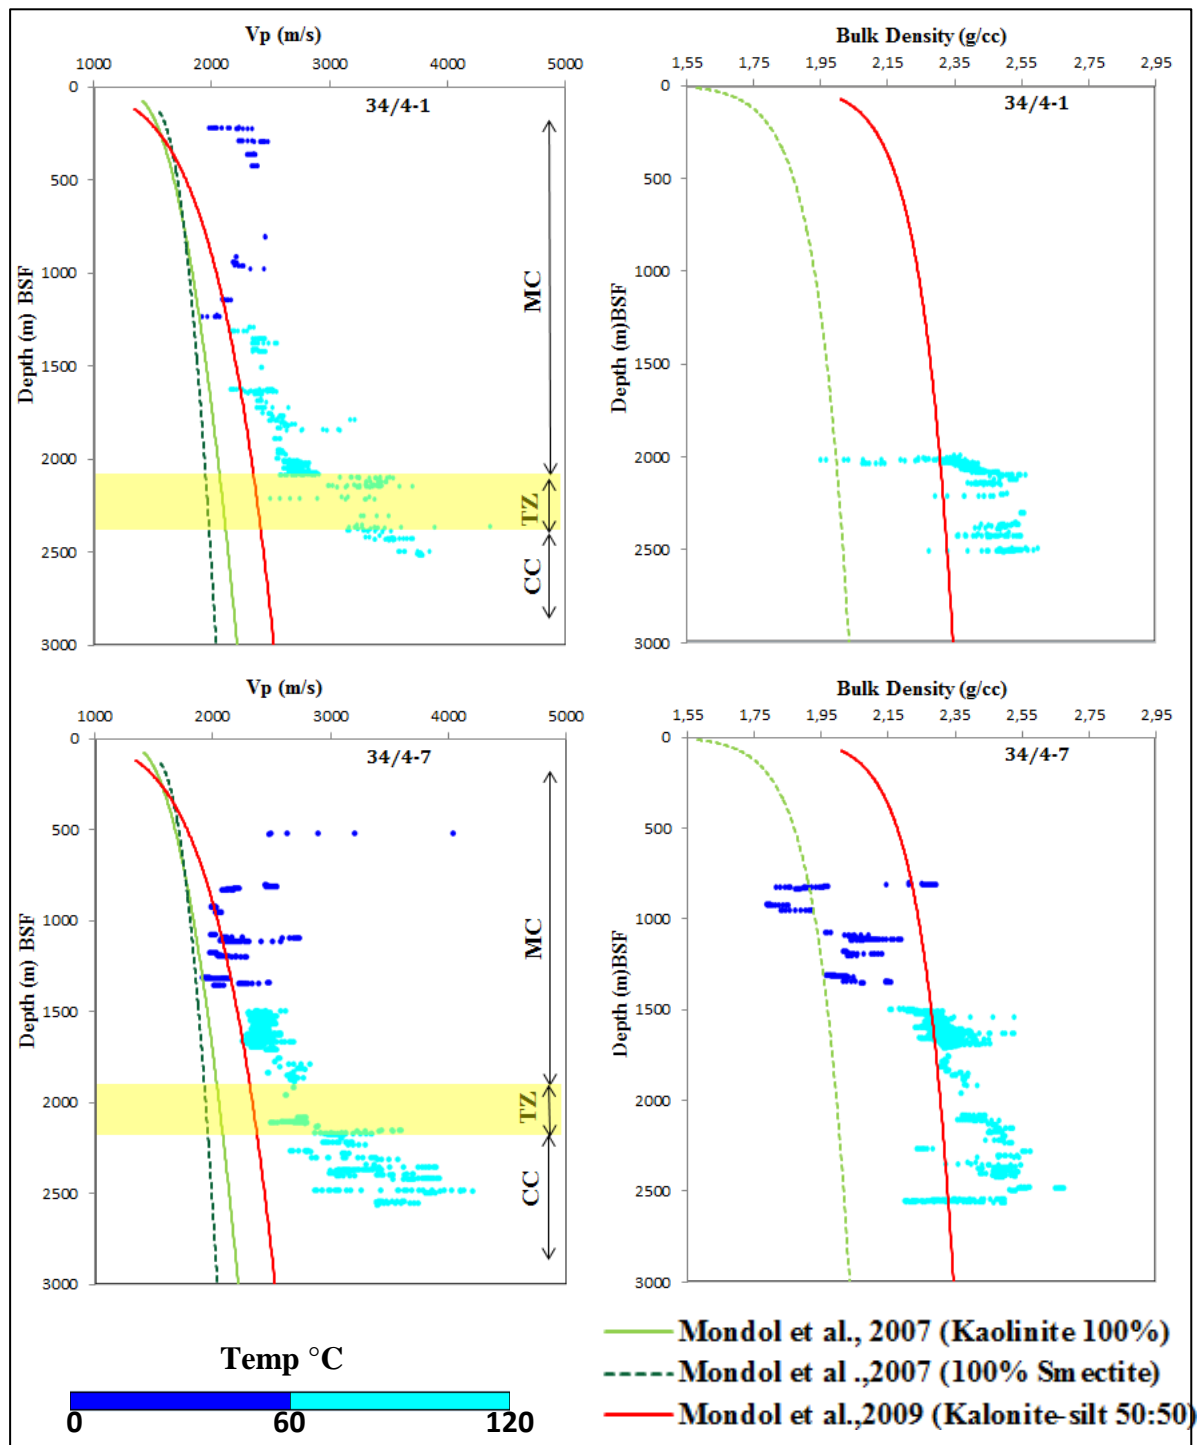 Vp (m/s)
1000 2000 3000 4000 5000
34/4-1
0
500
1000
1500
2000
2500
3000
Depth (m) BSF
MC
TZ
CC
Bulk Density (g/cc)
1,55 1,75 1,95 2,15 2,35 2,55 2,75 2,95
34/4-1
0
500
1000
1500
2000
2500
3000
Depth (m)BSF
Vp (m/s)
1000 2000 3000 4000 5000
34/4-7
0
500
1000
1500
2000
2500
3000
Depth (m) BSF
MC
TZ
CC
Bulk Density (g/cc)
1,55 1,75 1,95 2,15 2,35 2,55 2,75 2,95
34/4-7
0
500
1000
1500
2000
2500
3000
Depth (m)BSF
Temp °C
0 60 120
Mondol et al., 2007 (Kaolinite 100%)
Mondol et al .,2007 (100% Smectite)
Mondol et al.,2009 (Kalonite-silt 50:50)